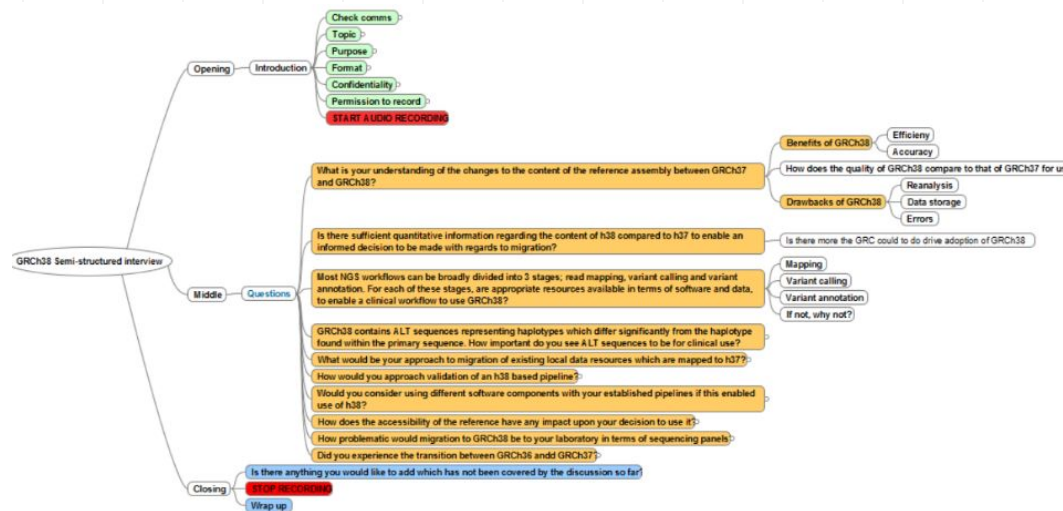 Check comms
Topic
Purpose
Opening
Introduction
Format
Confidentiality
Permission to record
START AUDIO RECORDING
Benefits of GRCh38
Efficieny
Accuracy
What is your understanding of the changes to the content of the reference assembly between GRCh37
and GRCh38?
How does the quality of GRCh38 compare to that of GRCh37 for us
Drawbacks of GRCh38
Reanalysis
Data storage
Errors
Is there sufficient quantitative information regarding the content of h38 compared to h37 to enable an
informed decision to be made with regards to migration?
Is there more the GRC could to do drive adoption of GRCh38
GRCh38 Semi-structured interview
Middle
Questions
Most NGS workflows can be broadly divided into 3 stages; read mapping, variant calling and variant
annotation. For each of these stages, are appropriate resources available in terms of software and data,
to enable a clinical workflow to use GRCh38?
Mapping
Variant calling
Variant annotation
If not, why not?
GRCh38 contains ALT sequences representing haplotypes which differ significantly from the haplotype
found within the primary sequence. How important do you see ALT sequences to be for clinical use?
What would be your approach to migration of existing local data resources which are mapped to h37?
How would you approach validation of an h38 based pipeline?
Would you consider using different software components with your established pipelines if this enabled
use of h38?
How does the accessibility of the reference have any impact upon your decision to use it?
How problematic would migration to GRCh38 be to your laboratory in terms of sequencing panels
Did you experience the transition between GRCh36 andd GRCh37?
Closing
Is there anything you would like to add which has not been covered by the discussion so far?
STOP RECORDING
Wrap up